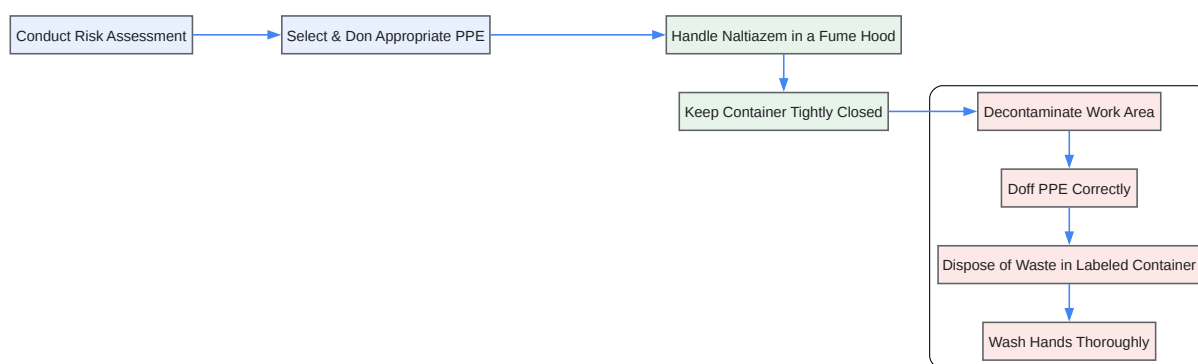 Conduct Risk Assessment
Select & Don Appropriate PPE
Handle Naltiazem in a Fume Hood
Keep Container Tightly Closed
Decontaminate Work Area
Doff PPE Correctly
Dispose of Waste in Labeled Container
Wash Hands Thoroughly